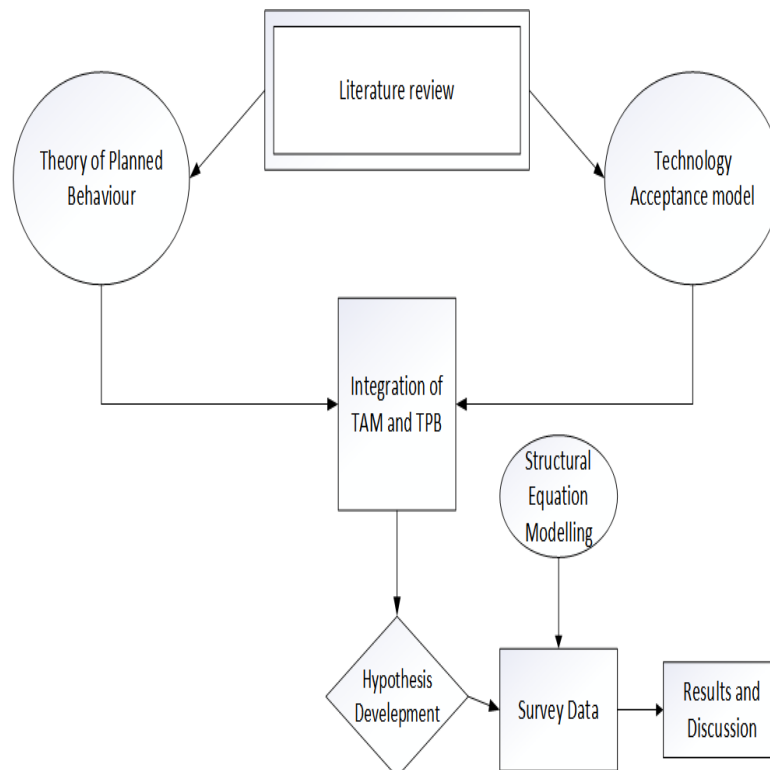 Literature review
Theory of Planned
Behaviour
Technology
Acceptance model
Integration of
TAM and TPB
Structural
Equation
Modelling
Hypothesis
Develepment
Survey Data
Results and
Discussion